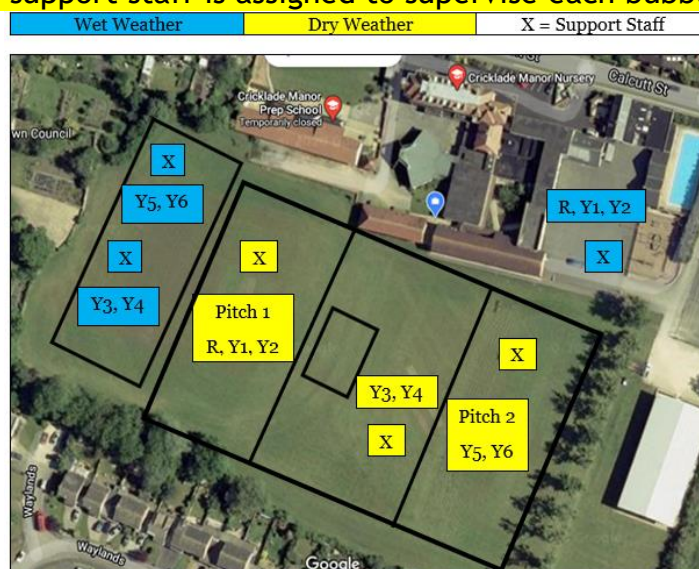 support staff is assigned to supervise each bubb
Wet Weather
Dry Weather
X = Support Staff
Cricklade Manor Nursery
Calcutt St
Cricklade Manor
Prep School
Temporarily closed
wn Council
X
Y5, Y6
X
Y3, Y4
R, Y1, Y2
X
X
Pitch 1
R, Y1, Y2
Y3, Y4
X
X
Pitch 2
Y5, Y6
Waylands
Waylands
Google